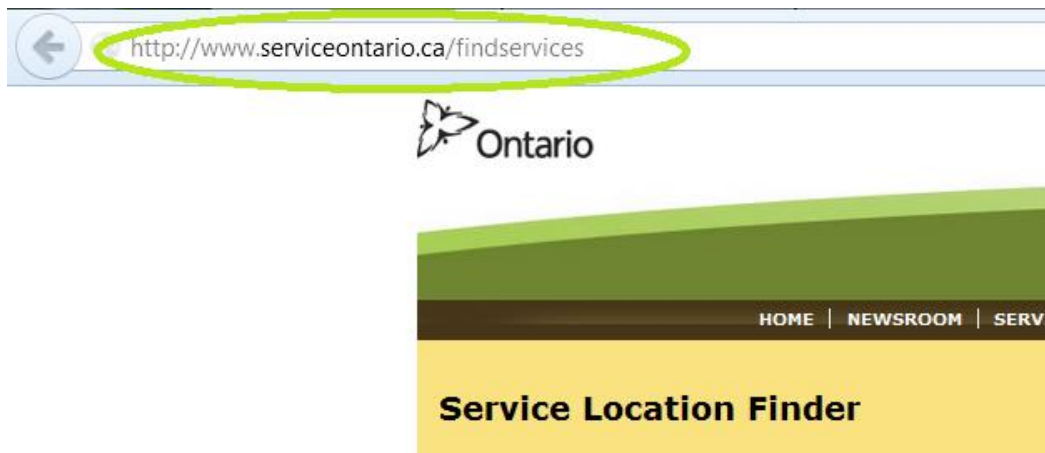 http://www.serviceontario.ca/findservices
Ontario
HOME | NEWSROOM | SERV
Service Location Finder